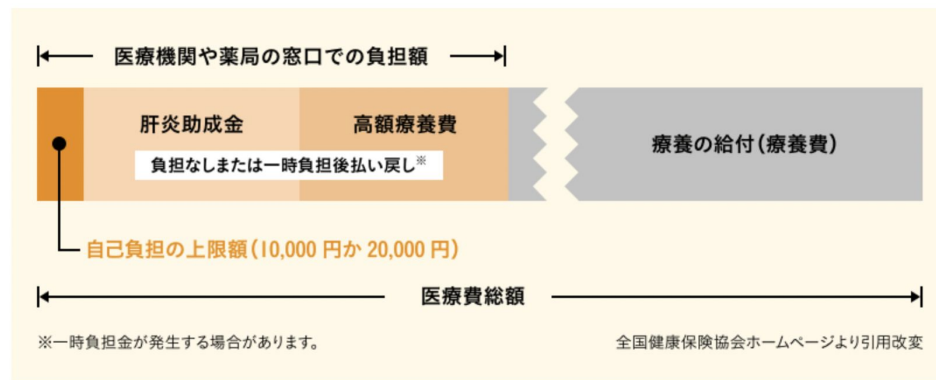 医療機関や薬局の窓口での負担額
肝炎助成金
高額療養費
負担なしまたは一時負担後払い戻し※
療養の給付(療養費)
自己負担の上限額(10,000 円か 20,000 円)
医療費総額
※一時負担金が発生する場合があります。
全国健康保険協会ホームページより引用改変